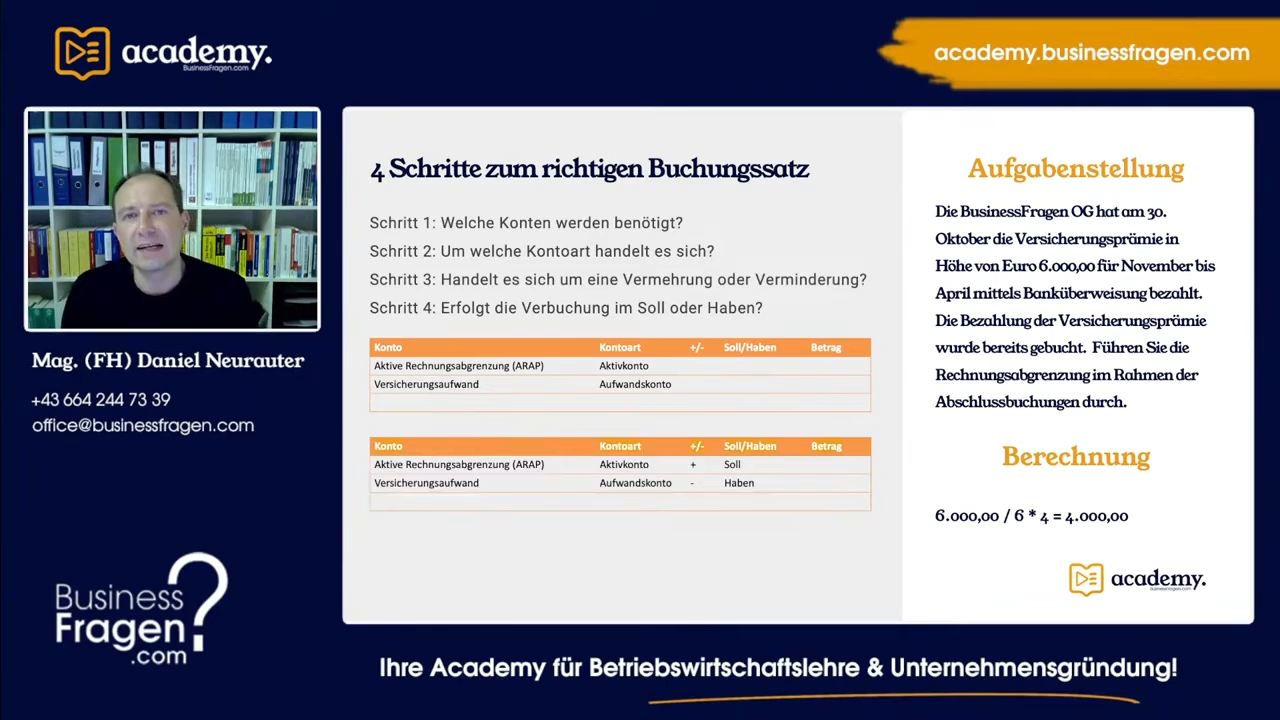 academy.
BusinessFragen.com
academy.businessfragen.com
Mag. (FH) Daniel Neurauter
+43 664 244 73 39
office@businessfragen.com
Business
Fragen
.com
?
4 Schritte zum richtigen Buchungssatz
Schritt 1: Welche Konten werden benötigt?
Schritt 2: Um welche Kontoart handelt es sich?
Schritt 3: Handelt es sich um eine Vermehrung oder Verminderung?
Schritt 4: Erfolgt die Verbuchung im Soll oder Haben?
Konto Kontoart +/- Soll/Haben Betrag
Aktive Rechnungsabgrenzung (ARAP) Aktivkonto
Versicherungsaufwand Aufwandskonto
Konto Kontoart +/- Soll/Haben Betrag
Aktive Rechnungsabgrenzung (ARAP) Aktivkonto + Soll
Versicherungsaufwand Aufwandskonto - Haben
Aufgabenstellung
Die BusinessFragen OG hat am 30.
Oktober die Versicherungsprämie in
Höhe von Euro 6.000,00 für November bis
April mittels Banküberweisung bezahlt.
Die Bezahlung der Versicherungsprämie
wurde bereits gebucht. Führen Sie die
Rechnungsabgrenzung im Rahmen der
Abschlussbuchungen durch.
Berechnung
6.000,00 / 6 * 4 = 4.000,00
academy.
businessfragen.com
Ihre Academy für Betriebswirtschaftslehre & Unternehmensgründung!